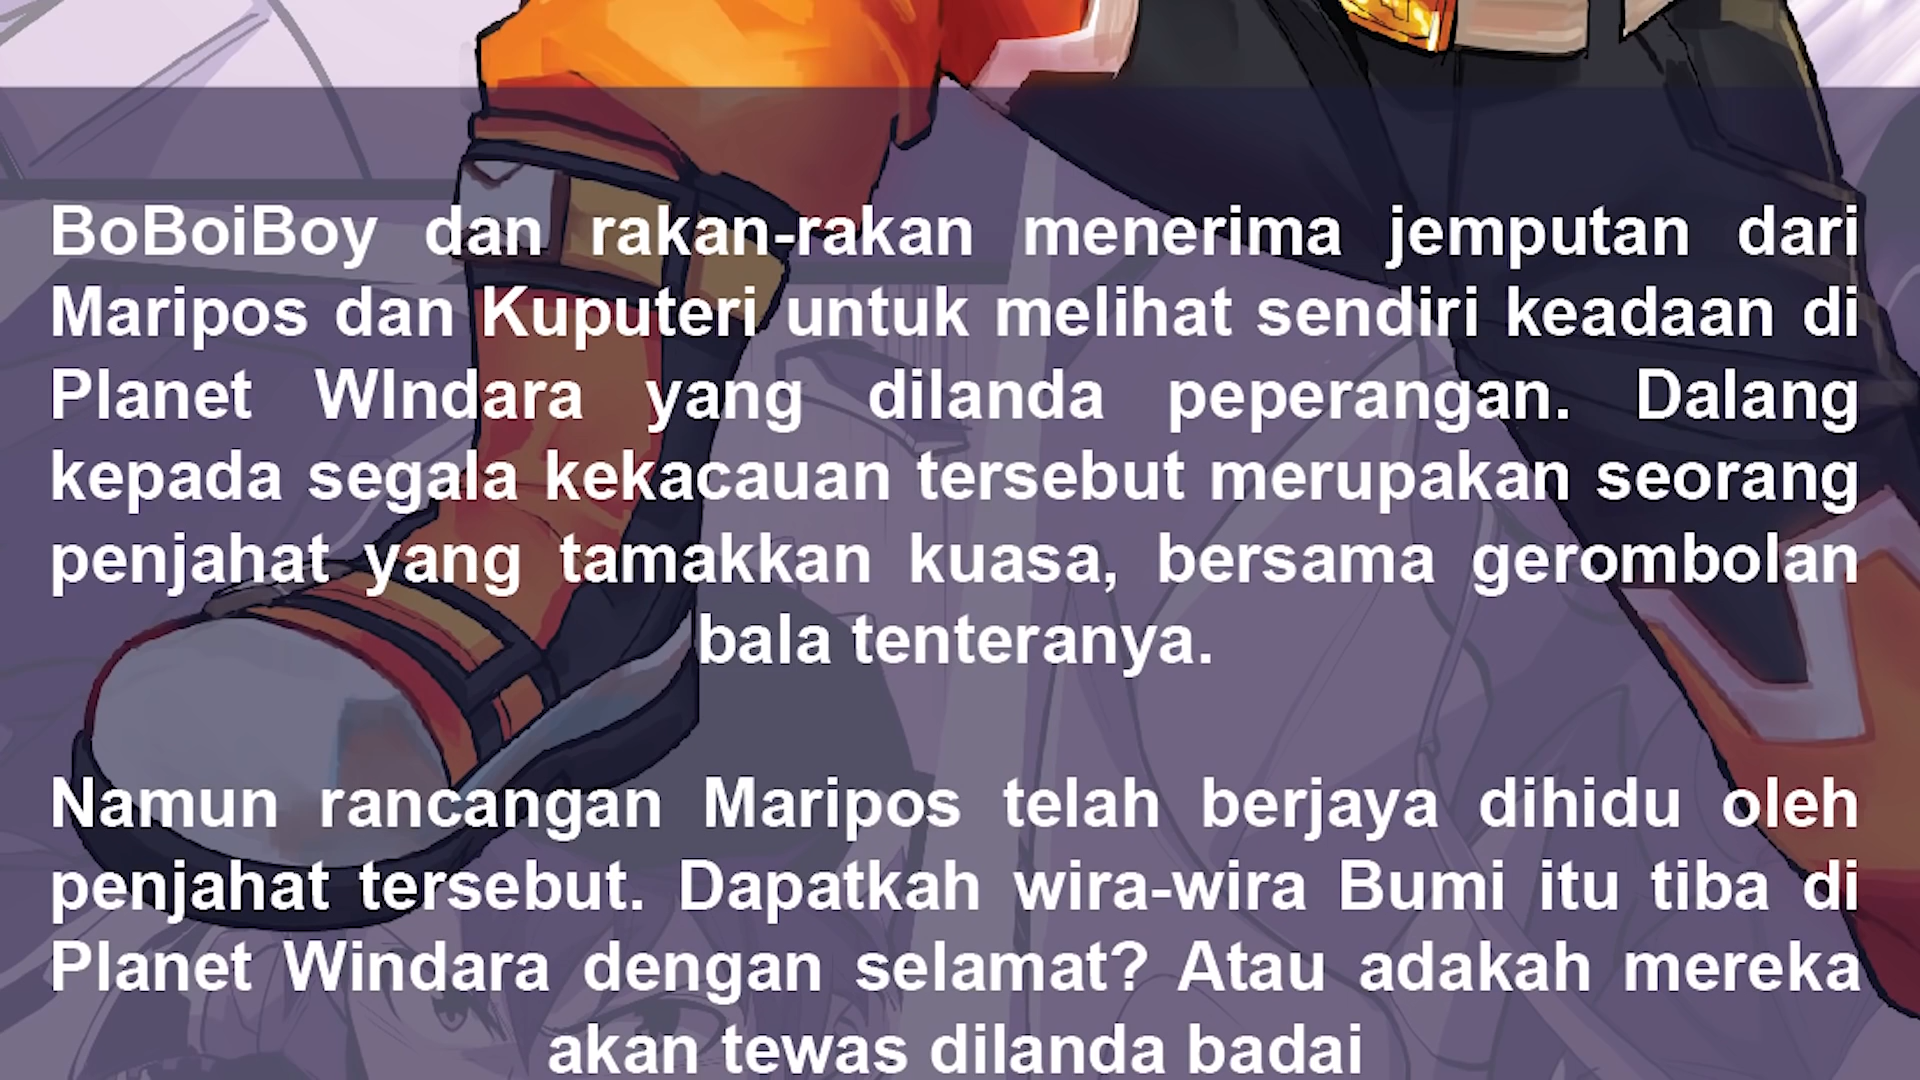 BoBoiBoy dan rakan-rakan menerima jemputan dari
Maripos dan Kuputeri untuk melihat sendiri keadaan di
Planet WIndara yang dilanda peperangan. Dalang
kepada segala kekacauan tersebut merupakan seorang
penjahat yang tamakkan kuasa, bersama gerombolan
bala tenteranya.
Namun rancangan Maripos telah berjaya dihidu oleh
penjahat tersebut. Dapatkah wira-wira Bumi itu tiba di
Planet Windara dengan selamat? Atau adakah mereka
akan tewas dilanda badai